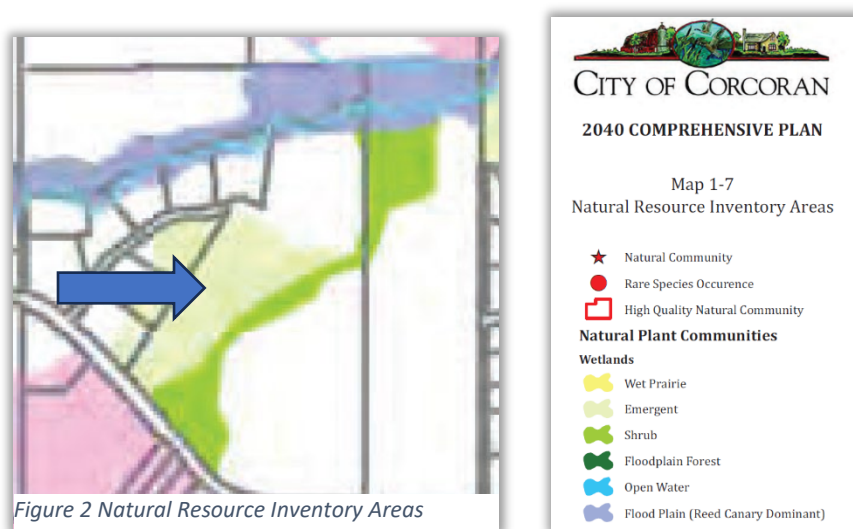 Figure 2 Natural Resource Inventory Areas
CITY OF CORCORAN
2040 COMPREHENSIVE PLAN
Map 1-7
Natural Resource Inventory Areas
Natural Community
Rare Species Occurence
High Quality Natural Community
Natural Plant Communities
Wetlands
Wet Prairie
Emergent
Shrub
Floodplain Forest
Open Water
Flood Plain (Reed Canary Dominant)